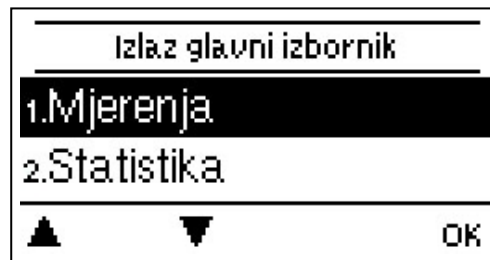 Izlaz glavni izbornik
1.Mjerenja
2.Statistika
▲ ▼ OK